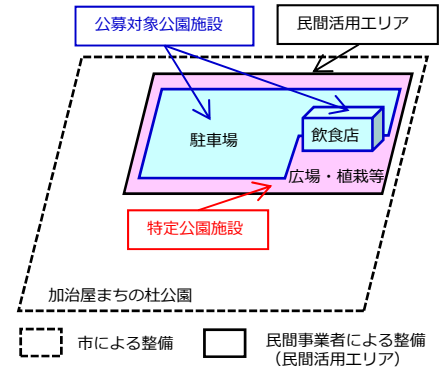 公募対象公園施設
民間活用エリア
駐車場
飲食店
広場・植栽等
特定公園施設
加治屋まちの杜公園
市による整備
民間事業者による整備
（民間活用エリア）